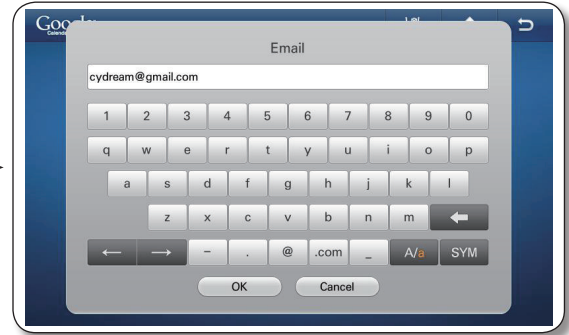 Email
cydream@gmail.com
1 2 3 4 5 6 7 8 9 0
q w e r t y u i o p
a s d f g h j k l
z x c v b n m
← → – . @ .com _ A/a SYM
OK Cancel